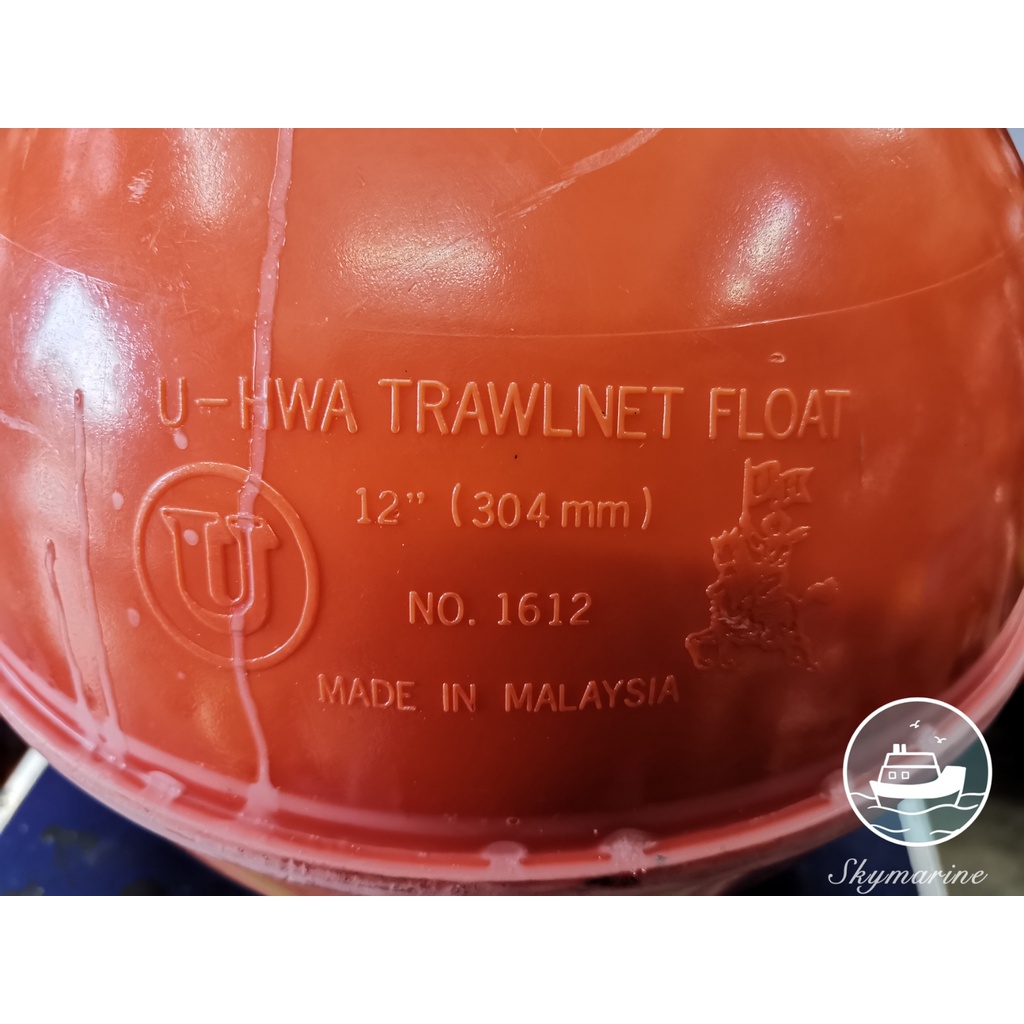 U-HWA TRAWLNET FLOAT
12” (304 mm)
U
NO. 1612
MADE IN MALAYSIA
Skymarine